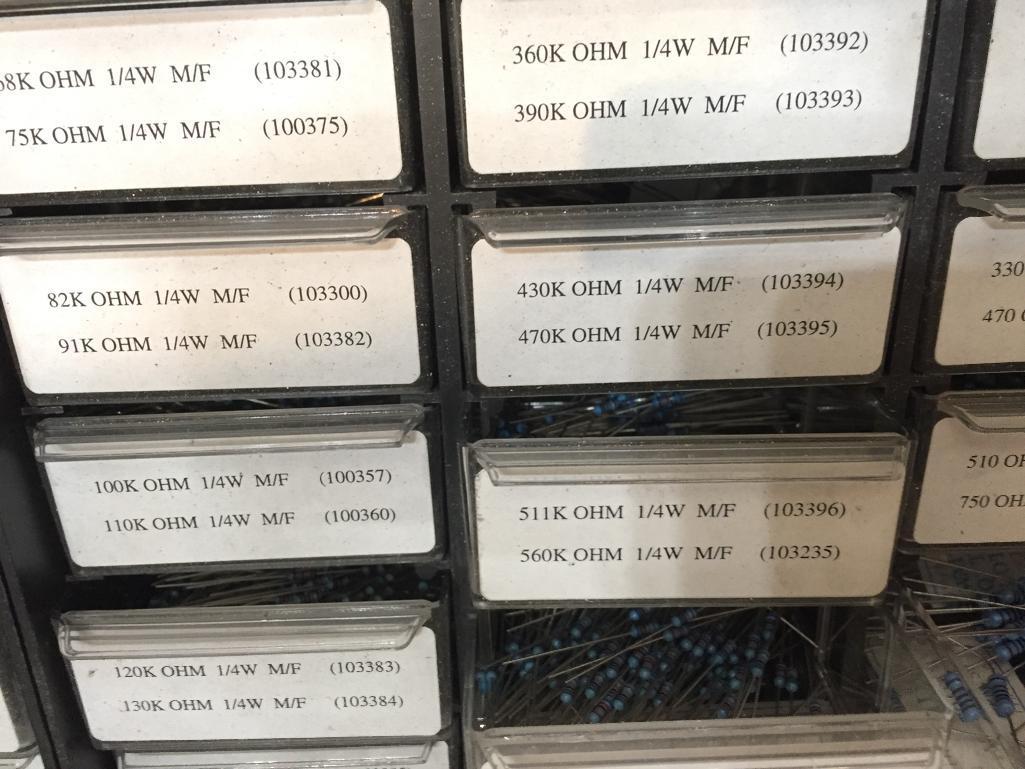 68K OHM 1/4W M/F (103381)
75K OHM 1/4W M/F (100375)
82K OHM 1/4W M/F (103300)
91K OHM 1/4W M/F (103382)
100K OHM 1/4W M/F (100357)
110K OHM 1/4W M/F (100360)
120K OHM 1/4W M/F (103383)
130K OHM 1/4W M/F (103384)
360K OHM 1/4W M/F (103392)
390K OHM 1/4W M/F (103393)
430K OHM 1/4W M/F (103394)
470K OHM 1/4W M/F (103395)
511K OHM 1/4W M/F (103396)
560K OHM 1/4W M/F (103235)
330
470
510
750